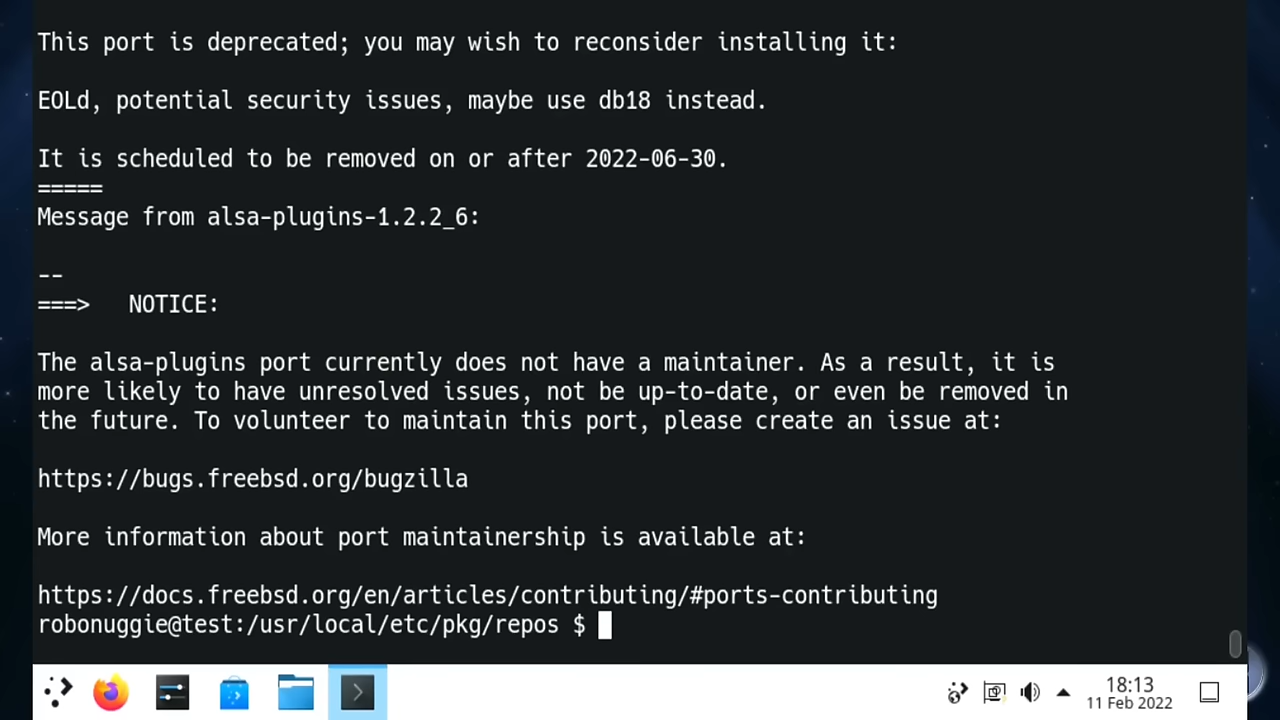 This port is deprecated; you may wish to reconsider installing it:
EOLd, potential security issues, maybe use db18 instead.
It is scheduled to be removed on or after 2022-06-30.
=====
Message from alsa-plugins-1.2.2_6:
--
===>   NOTICE:
The alsa-plugins port currently does not have a maintainer. As a result, it is
more likely to have unresolved issues, not be up-to-date, or even be removed in
the future. To volunteer to maintain this port, please create an issue at:
https://bugs.freebsd.org/bugzilla
More information about port maintainership is available at:
https://docs.freebsd.org/en/articles/contributing/#ports-contributing
robonuggie@test:/usr/local/etc/pkg/repos $
18:13
11 Feb 2022